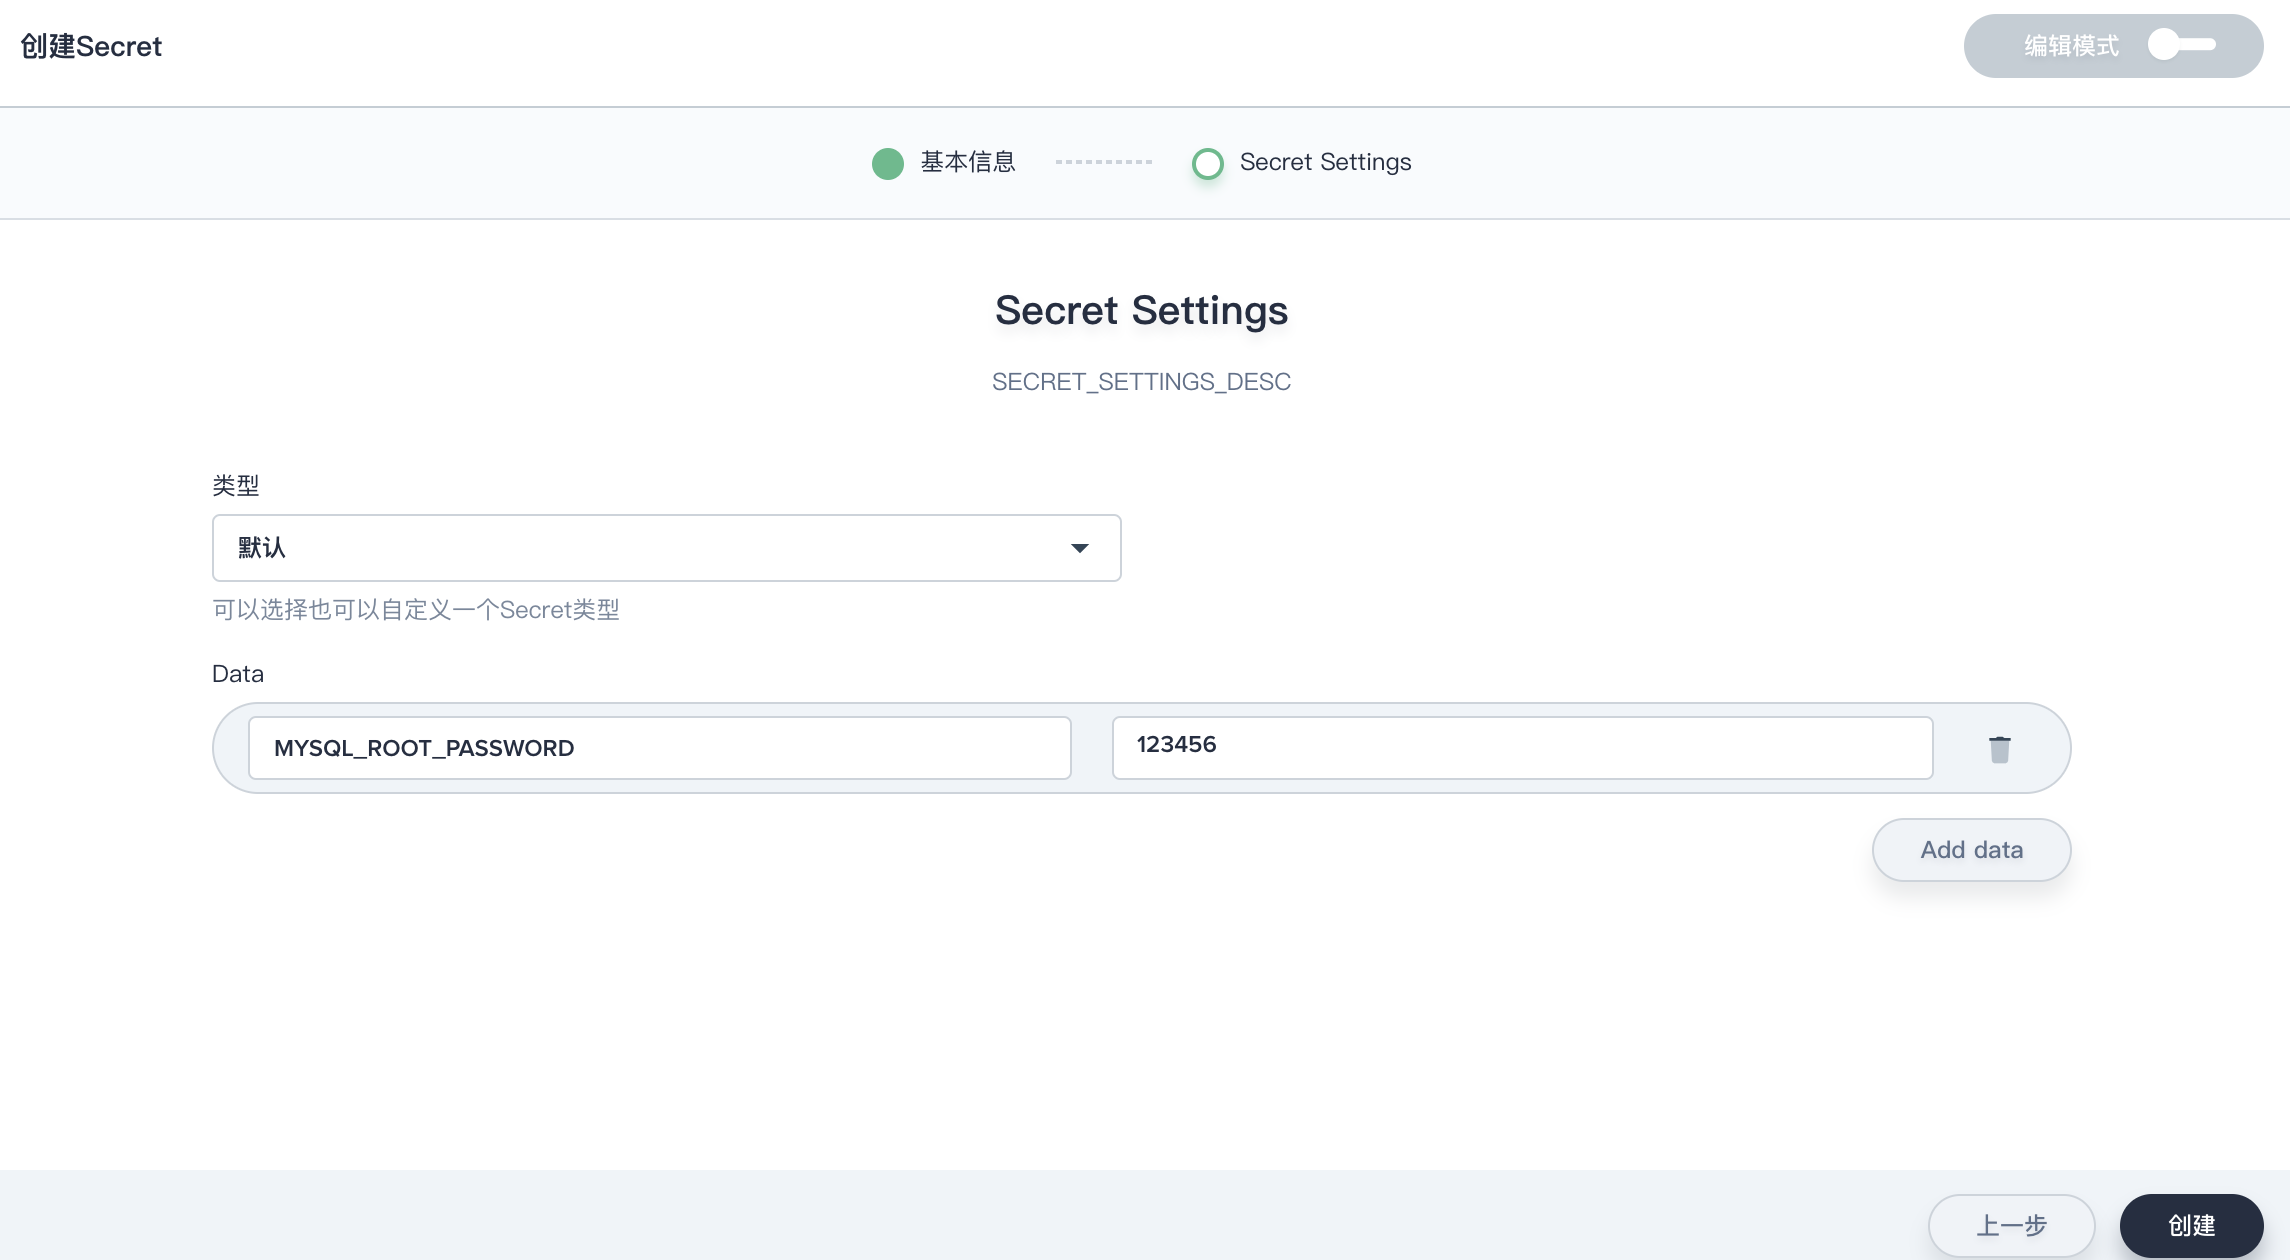 创建Secret
编辑模式
基本信息
Secret Settings
Secret Settings
SECRET_SETTINGS_DESC
类型
默认
可以选择也可以自定义一个Secret类型
Data
MYSQL_ROOT_PASSWORD
123456
Add data
上一步
创建